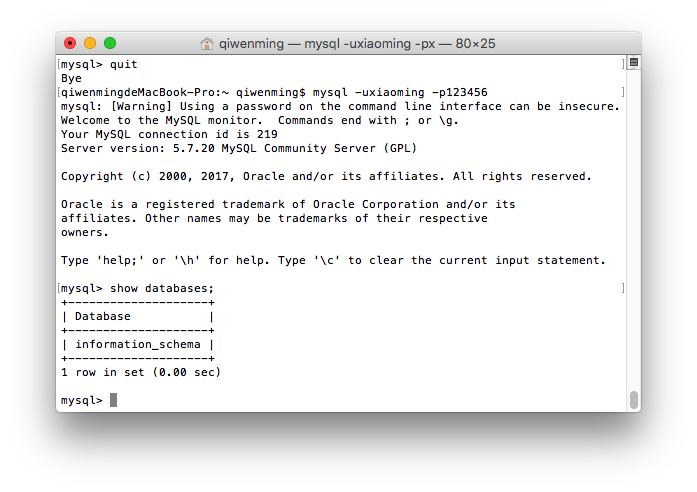 qiwenming — mysql -uxiaoming -px — 80×25
[mysql> quit ]
Bye
[qiwenmingdeMacBook-Pro:~ qiwenming$ mysql -uxiaoming -p123456 ]
mysql: [Warning] Using a password on the command line interface can be insecure.
Welcome to the MySQL monitor.  Commands end with ; or \g.
Your MySQL connection id is 219
Server version: 5.7.20 MySQL Community Server (GPL)

Copyright (c) 2000, 2017, Oracle and/or its affiliates. All rights reserved.

Oracle is a registered trademark of Oracle Corporation and/or its
affiliates. Other names may be trademarks of their respective
owners.

Type 'help;' or '\h' for help. Type '\c' to clear the current input statement.

[mysql> show databases; ]
+--------------------+
| Database           |
+--------------------+
| information_schema |
+--------------------+
1 row in set (0.00 sec)

mysql>